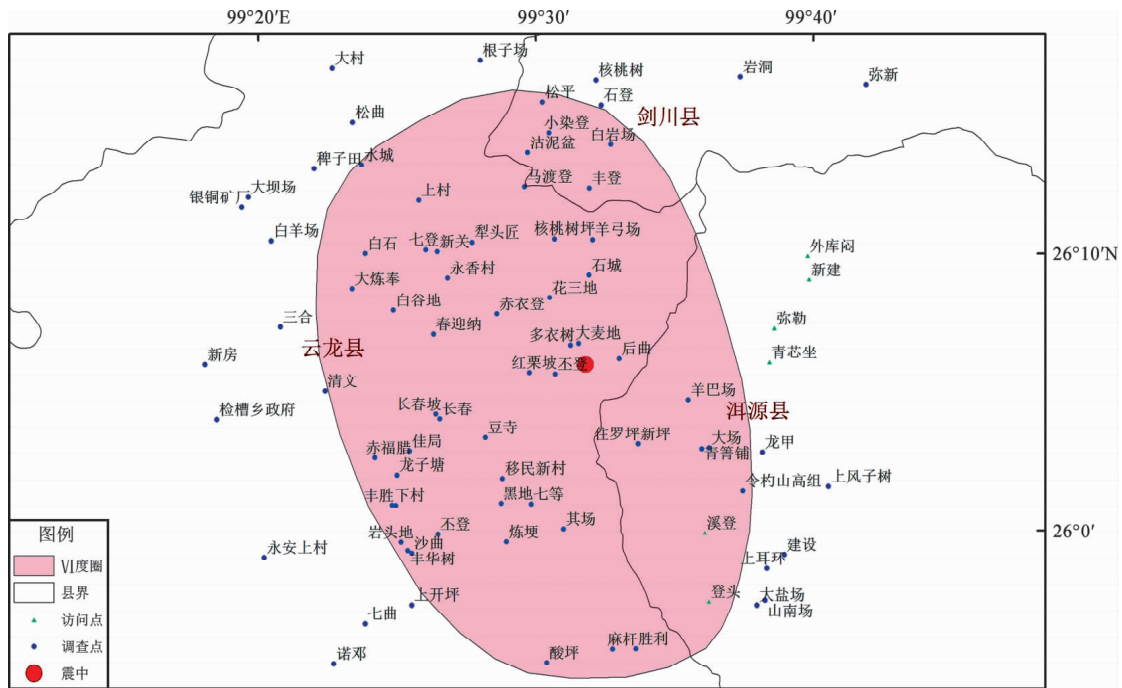 99°20′E
99°30′
99°40′
大村
根子场
核桃树
岩洞
弥新
松平
石登
剑川县
松曲
小染登
白岩场
沽泥盆
稗子田
水城
马渡登
丰登
银铜矿厂
大坝场
上村
白羊场
白石
七登
新关
犁头匠
核桃树坪
羊弓场
外库闷
26°10′N
大炼奉
永香村
石城
新建
花三地
白谷地
赤衣登
三合
春迎纳
多衣树
大麦地
弥勒
云龙县
后曲
青芯坐
新房
红栗坡
丕登
清文
羊巴场
洱源县
检槽乡政府
长春坡
长春
豆寺
庄罗坪
新坪
大场
龙甲
赤福腊
佳局
青箐铺
龙子塘
移民新村
令杓山高组
上风子树
丰胜
下村
黑地
七等
图例
岩头地
丕登
其场
溪登
26°0′
沙曲
炼埂
建设
永安上村
丰华树
上耳环
Ⅵ度圈
县界
上开坪
登头
大盐场
访问点
七曲
山南场
调查点
麻杆
胜利
震中
诺邓
酸坪